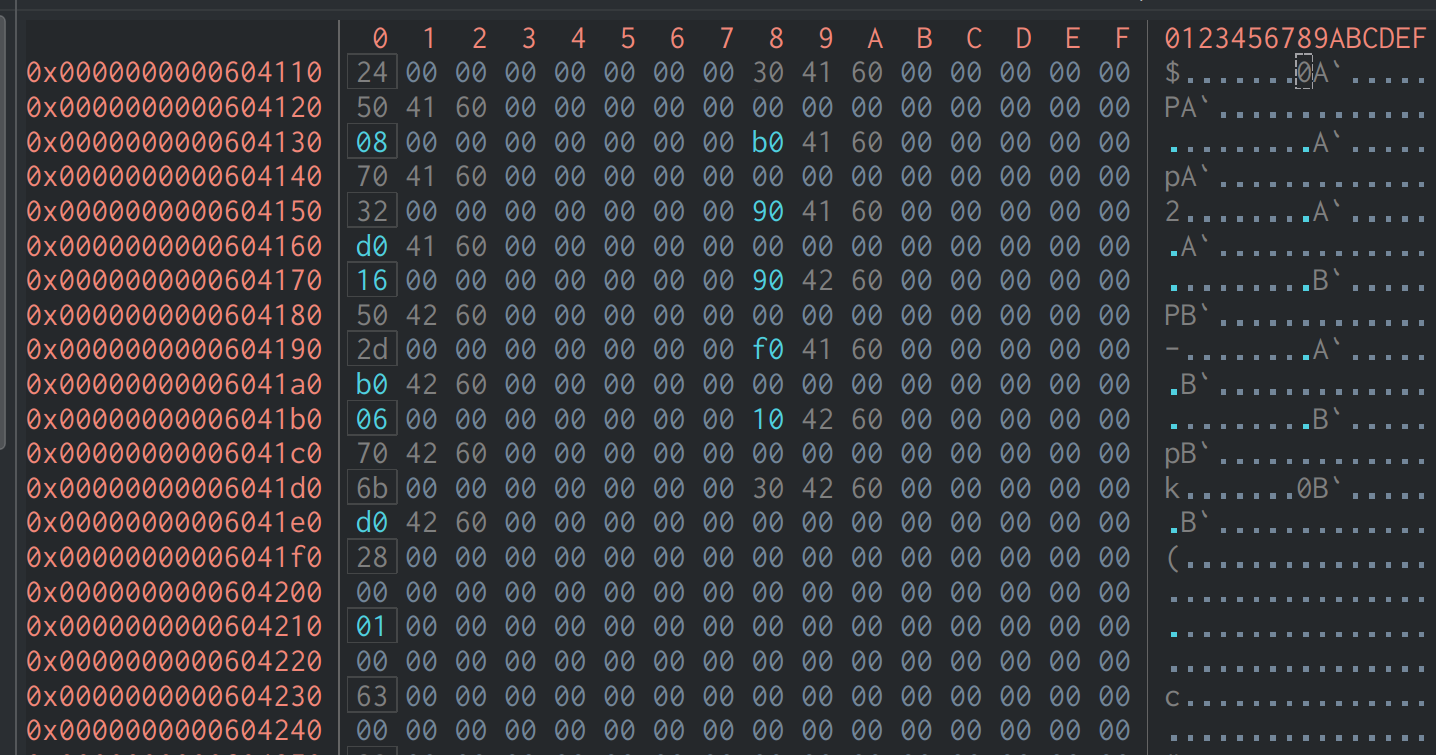 0 1 2 3 4 5 6 7 8 9 A B C D E F 0123456789ABCDEF
0x0000000000604110 24 00 00 00 00 00 00 00 30 41 60 00 00 00 00 00 $.......0A`.....
0x0000000000604120 50 41 60 00 00 00 00 00 00 00 00 00 00 00 00 00 PA`.............
0x0000000000604130 08 00 00 00 00 00 00 00 b0 41 60 00 00 00 00 00 .........A`.....
0x0000000000604140 70 41 60 00 00 00 00 00 00 00 00 00 00 00 00 00 pA`.............
0x0000000000604150 32 00 00 00 00 00 00 00 90 41 60 00 00 00 00 00 2........A`.....
0x0000000000604160 d0 41 60 00 00 00 00 00 00 00 00 00 00 00 00 00 .A`.............
0x0000000000604170 16 00 00 00 00 00 00 00 90 42 60 00 00 00 00 00 .........B`.....
0x0000000000604180 50 42 60 00 00 00 00 00 00 00 00 00 00 00 00 00 PB`.............
0x0000000000604190 2d 00 00 00 00 00 00 00 f0 41 60 00 00 00 00 00 -........A`.....
0x00000000006041a0 b0 42 60 00 00 00 00 00 00 00 00 00 00 00 00 00 .B`.............
0x00000000006041b0 06 00 00 00 00 00 00 00 10 42 60 00 00 00 00 00 .........B`.....
0x00000000006041c0 70 42 60 00 00 00 00 00 00 00 00 00 00 00 00 00 pB`.............
0x00000000006041d0 6b 00 00 00 00 00 00 00 30 42 60 00 00 00 00 00 k.......0B`.....
0x00000000006041e0 d0 42 60 00 00 00 00 00 00 00 00 00 00 00 00 00 .B`.............
0x00000000006041f0 28 00 00 00 00 00 00 00 00 00 00 00 00 00 00 00 (...............
0x0000000000604200 00 00 00 00 00 00 00 00 00 00 00 00 00 00 00 00 ................
0x0000000000604210 01 00 00 00 00 00 00 00 00 00 00 00 00 00 00 00 ................
0x0000000000604220 00 00 00 00 00 00 00 00 00 00 00 00 00 00 00 00 ................
0x0000000000604230 63 00 00 00 00 00 00 00 00 00 00 00 00 00 00 00 c...............
0x0000000000604240 00 00 00 00 00 00 00 00 00 00 00 00 00 00 00 00 ................